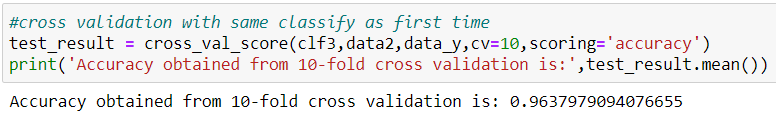 #cross validation with same classify as first time
test_result = cross_val_score(clf3,data2,data_y,cv=10,scoring='accuracy')
print('Accuracy obtained from 10-fold cross validation is:',test_result.mean())
Accuracy obtained from 10-fold cross validation is: 0.9637979094076655